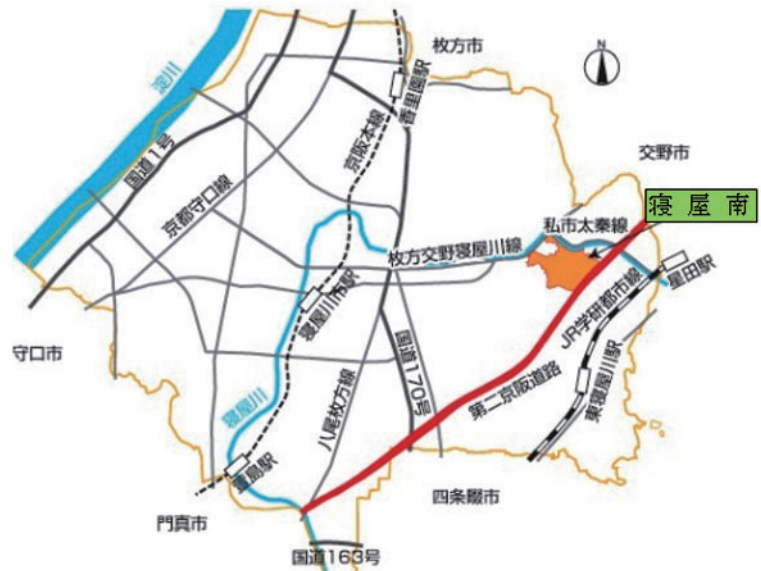 枚方市
N
淀川
香里園駅
国道1号
京阪本線
交野市
京都守口線
寝屋南
私市太秦線
枚方交野寝屋川線
星田駅
寝屋川市駅
JR学研都市線
守口市
国道170号
東寝屋川駅
寝屋川
八尾枚方線
第二京阪道路
萱島駅
四条畷市
門真市
国道163号